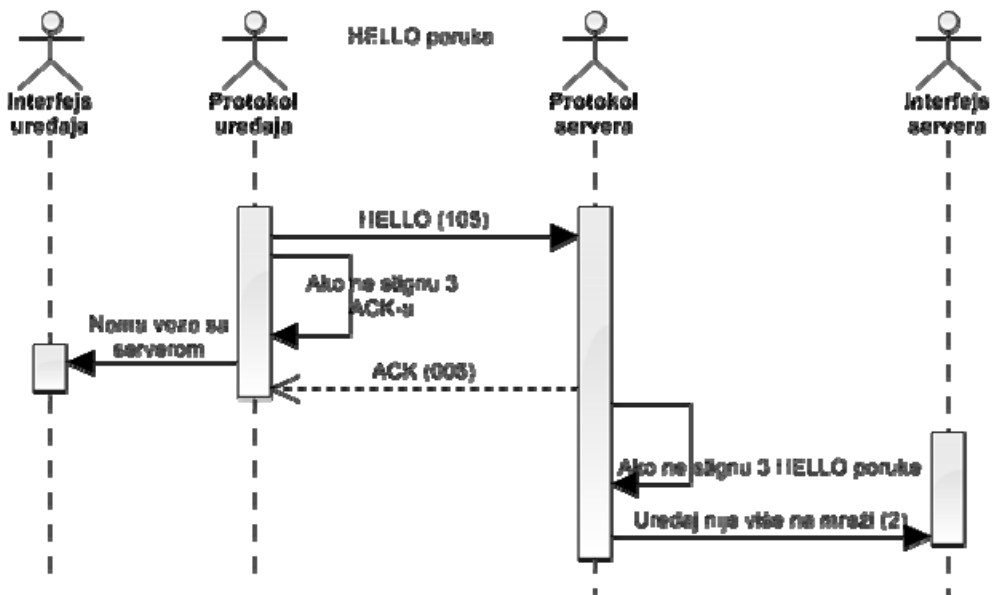 HELLO poruke
Interfejs
uređaja
Protokol
uređaja
Protokol
servera
Interfejs
servera
HELLO (105)
Ako ne stignu 3
ACK-a
Nema veze sa
serverom
ACK (005)
Ako ne stignu 3 HELLO poruke
Uređaj nije više na mreži (2)